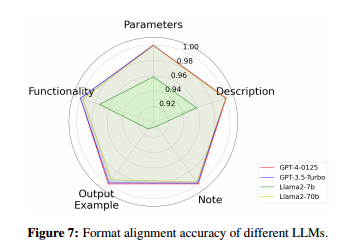 Parameters
1.00
0.98
0.96
0.94
0.92
Functionality
Description
Output
Example
Note
GPT-4-0125
GPT-3.5-Turbo
Llama2-7b
Llama2-70b
Figure 7: Format alignment accuracy of different LLMs.